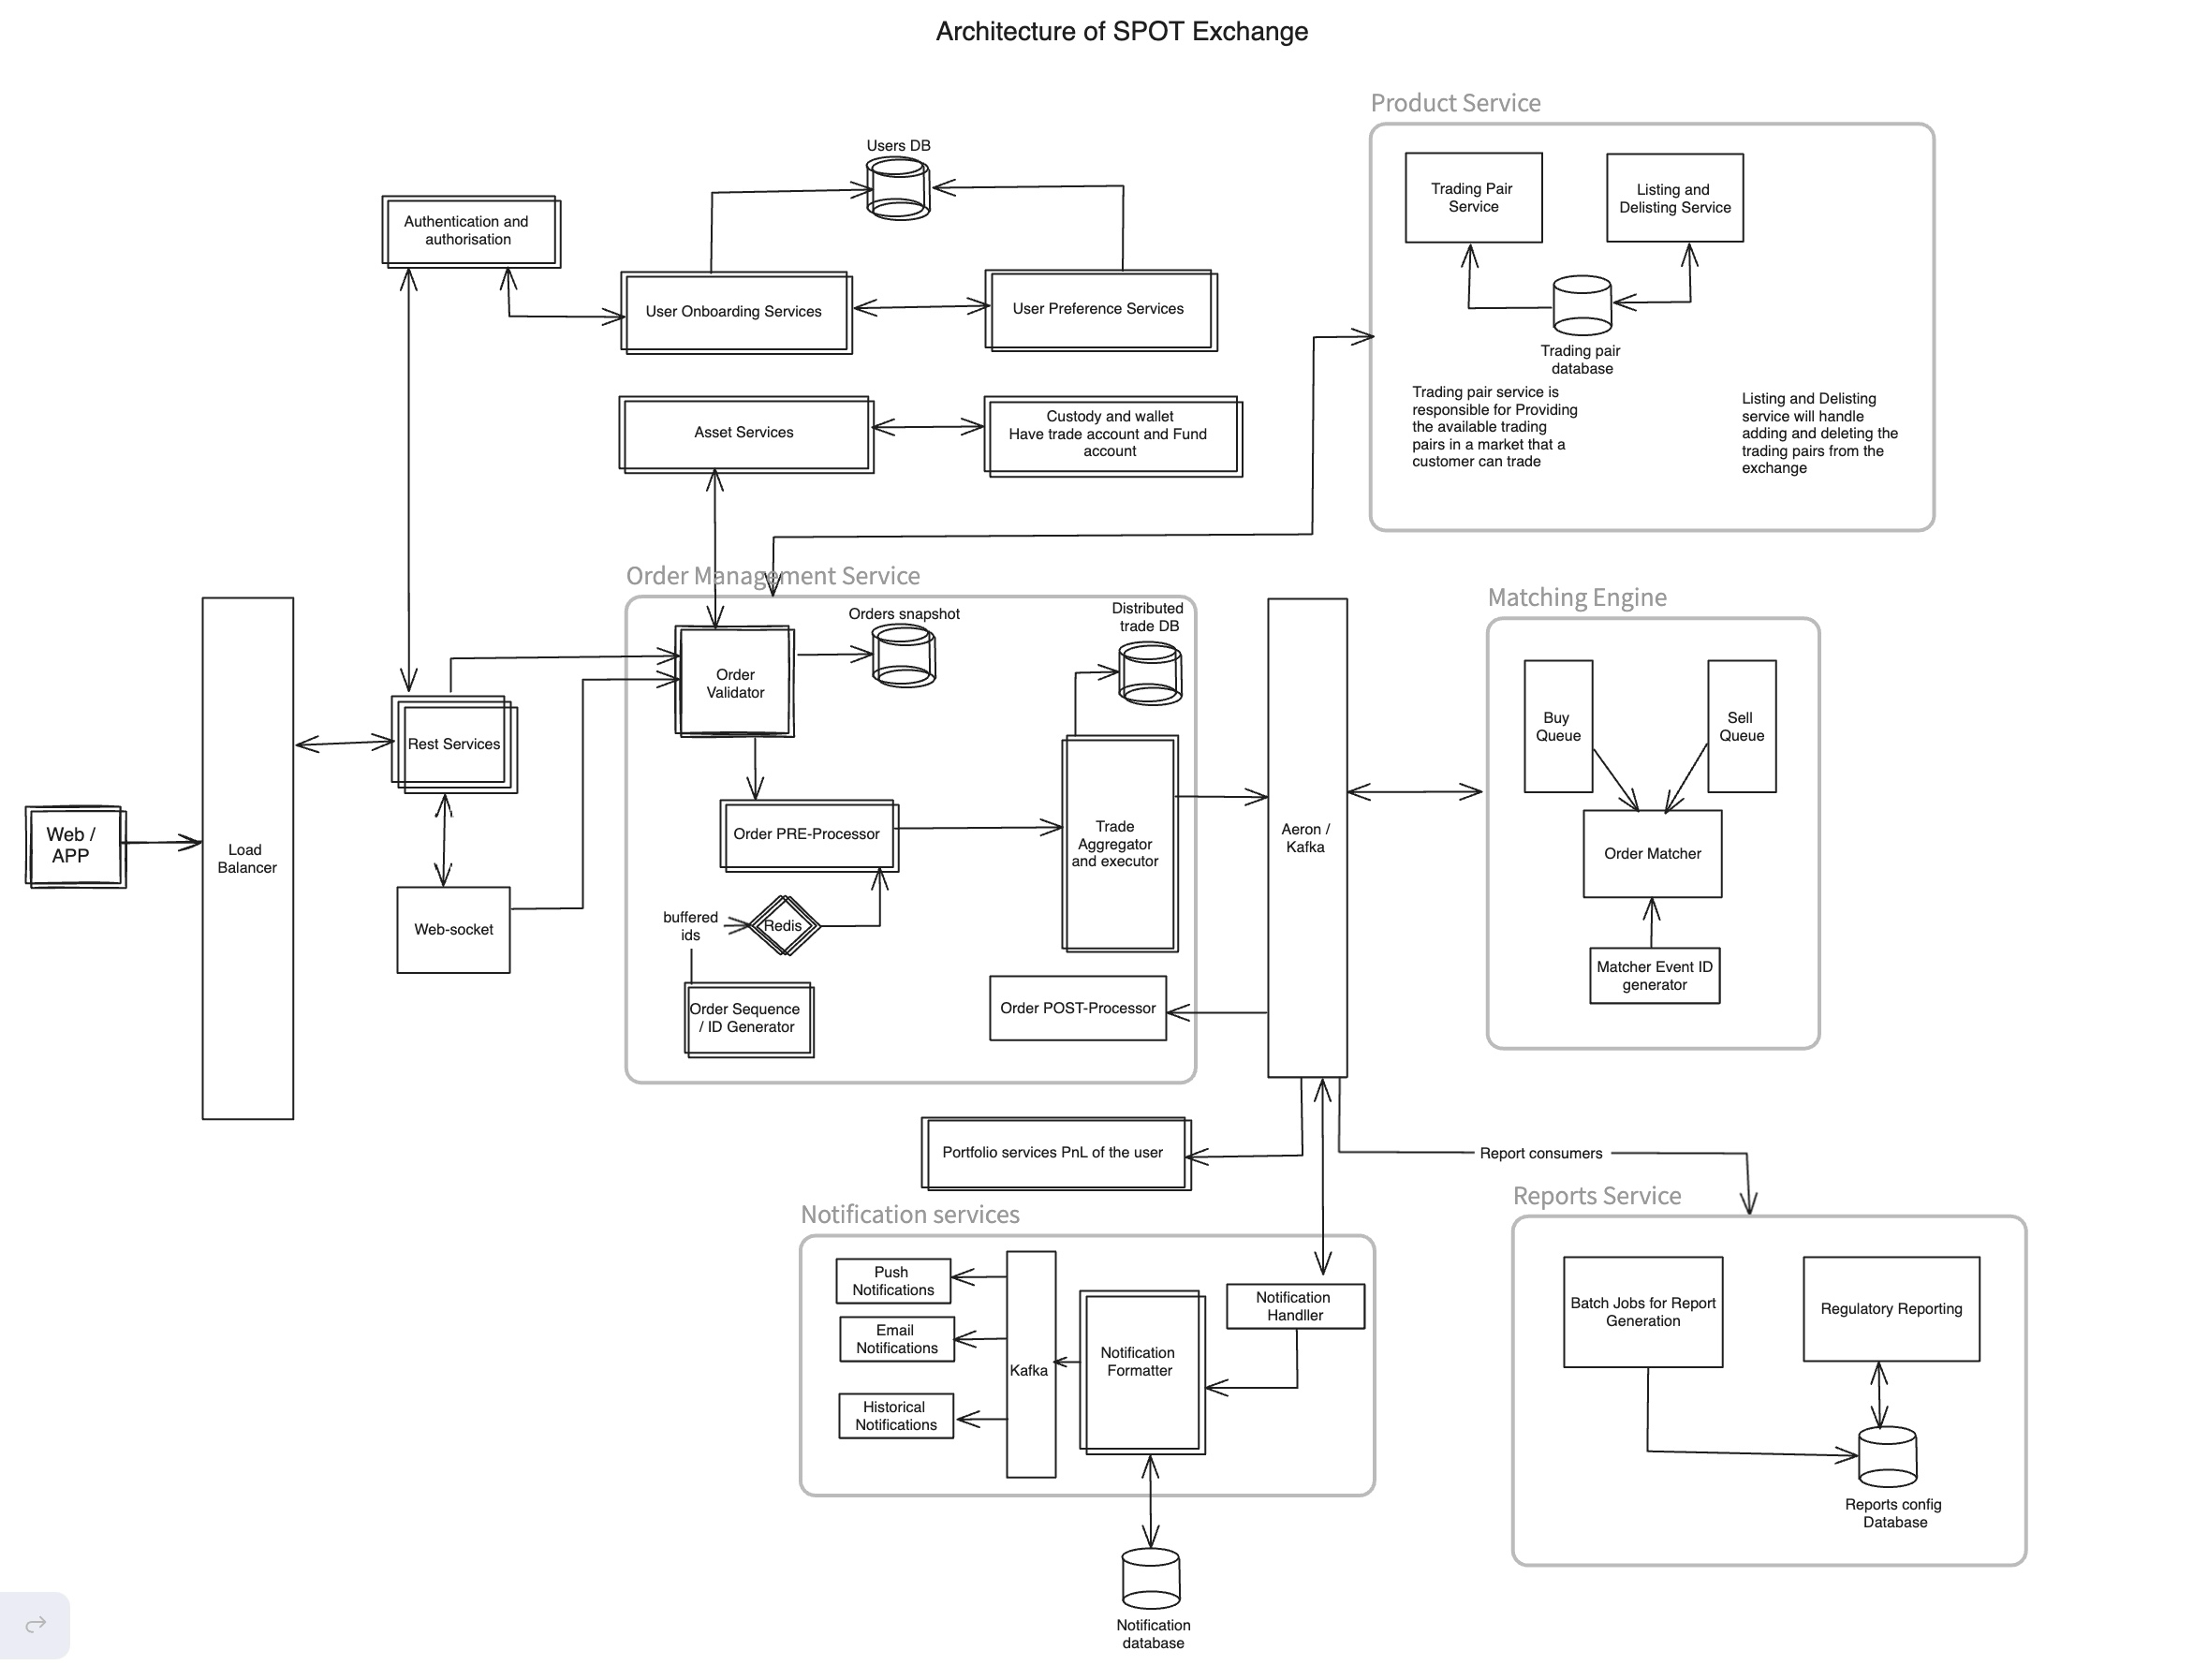 Architecture of SPOT Exchange
Product Service
Users DB
Trading Pair
Service
Listing and
Delisting Service
Authentication and
authorisation
User Onboarding Services
User Preference Services
Trading pair
database
Trading pair service is
responsible for Providing
the available trading
pairs in a market that a
customer can trade
Listing and Delisting
service will handle
adding and deleting the
trading pairs from the
exchange
Asset Services
Custody and wallet
Have trade account and Fund
account
Order Management Service
Orders snapshot
Distributed
trade DB
Matching Engine
Order
Validator
Buy
Queue
Sell
Queue
Rest Services
Web /
APP
Load
Balancer
Order PRE-Processor
Trade
Aggregator
and executor
Aeron /
Kafka
Order Matcher
Web-socket
buffered
ids
Redis
Matcher Event ID
generator
Order Sequence
/ ID Generator
Order POST-Processor
Portfolio services PnL of the user
Report consumers
Notification services
Reports Service
Push
Notifications
Email
Notifications
Historical
Notifications
Kafka
Notification
Formatter
Notification
Handller
Batch Jobs for Report
Generation
Regulatory Reporting
Reports config
Database
Notification
database